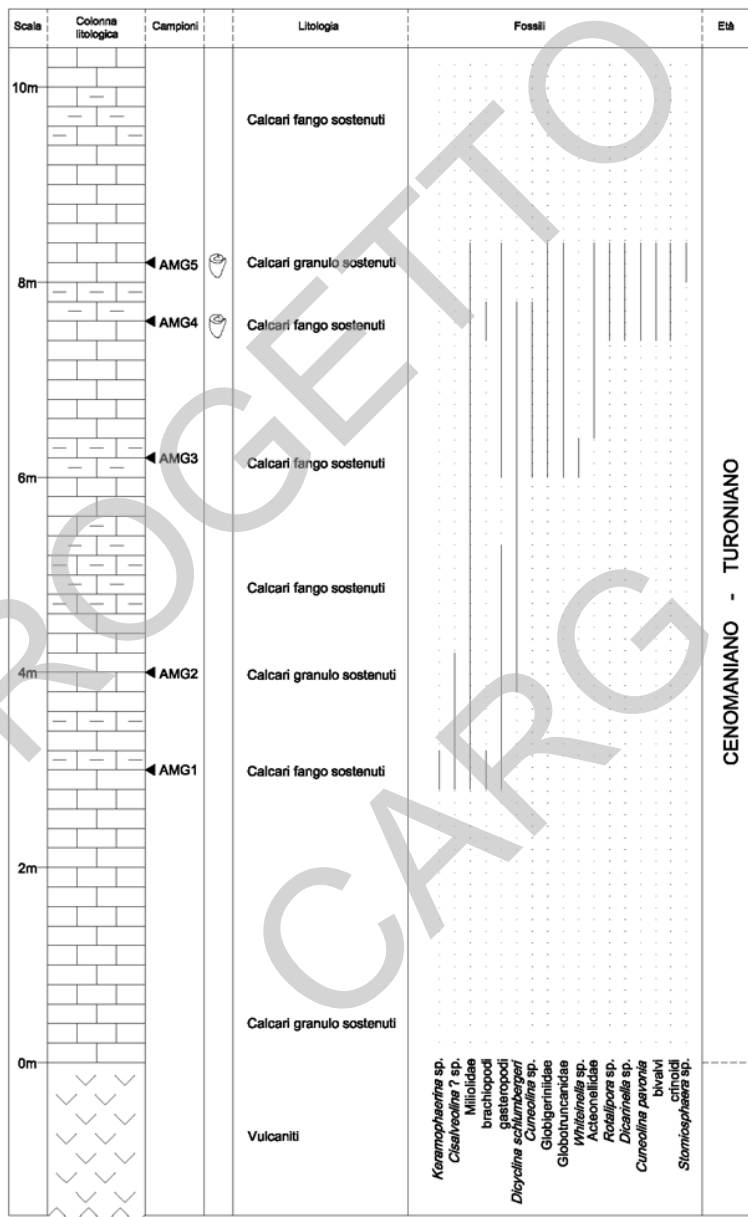 Scala
Colonna
litologica
Campioni
Litologia
Fossili
Età
10m
Calcari fango sostenuti
AMG5
Calcari granulo sostenuti
8m
AMG4
Calcari fango sostenuti
AMG3
Calcari fango sostenuti
6m
Calcari fango sostenuti
4m
AMG2
Calcari granulo sostenuti
AMG1
Calcari fango sostenuti
2m
Calcari granulo sostenuti
0m
Vulcaniti
Keramophaerina sp.
Cisalveolina ? sp.
Miliolidae
brachiopodi
gasteropodi
Dicyclina schlumbergeri
Cuneolina sp.
Globigeriniidae
Globotruncanidae
Whiteinella sp.
Acteonellidae
Rotalipora sp.
Dicarinella sp.
Cuneolina pavonia
bivalvi
crinoidi
Stomiosphaera sp.
CENOMANIANO - TURONIANO
ROGETTO
CARG